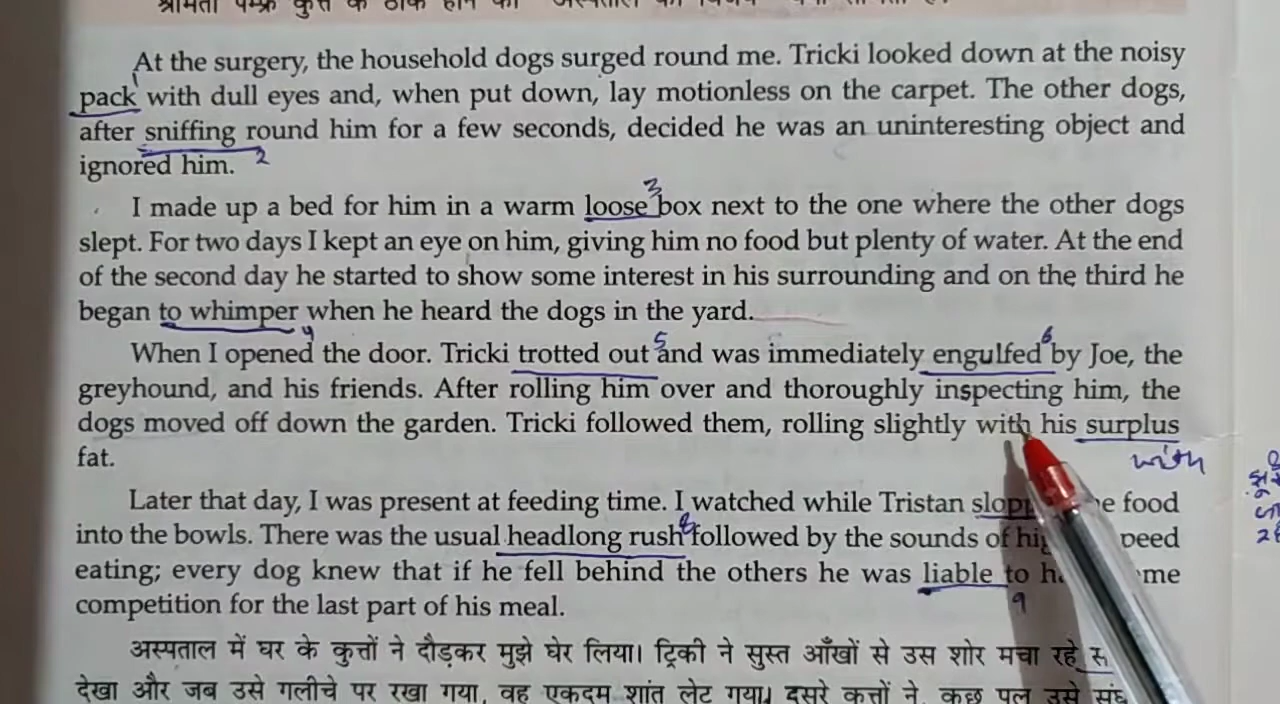 At the surgery, the household dogs surged round me. Tricki looked down at the noisy
pack with dull eyes and, when put down, lay motionless on the carpet. The other dogs,
after sniffing round him for a few seconds, decided he was an uninteresting object and
ignored him. 2
3
I made up a bed for him in a warm loose box next to the one where the other dogs
slept. For two days I kept an eye on him, giving him no food but plenty of water. At the end
of the second day he started to show some interest in his surrounding and on the third he
began to whimper when he heard the dogs in the yard.
4 5 6
When I opened the door. Tricki trotted out and was immediately engulfed by Joe, the
greyhound, and his friends. After rolling him over and thoroughly inspecting him, the
dogs moved off down the garden. Tricki followed them, rolling slightly with his surplus
fat. with
Later that day, I was present at feeding time. I watched while Tristan food
into the bowls. There was the usual headlong rush 8 followed by the sounds of
eating; every dog knew that if he fell behind the others he was liable to
9
competition for the last part of his meal.
अस्पताल में घर के कुत्तों ने दौड़कर मुझे घेर लिया। ट्रिकी ने सुस्त आँखों से उस शोर मचा रहे
देखा और जब उसे गलीचे पर रखा गया, वह एकदम शांत लेट गया। दूसरे कुत्तों ने, कुछ पल उसे